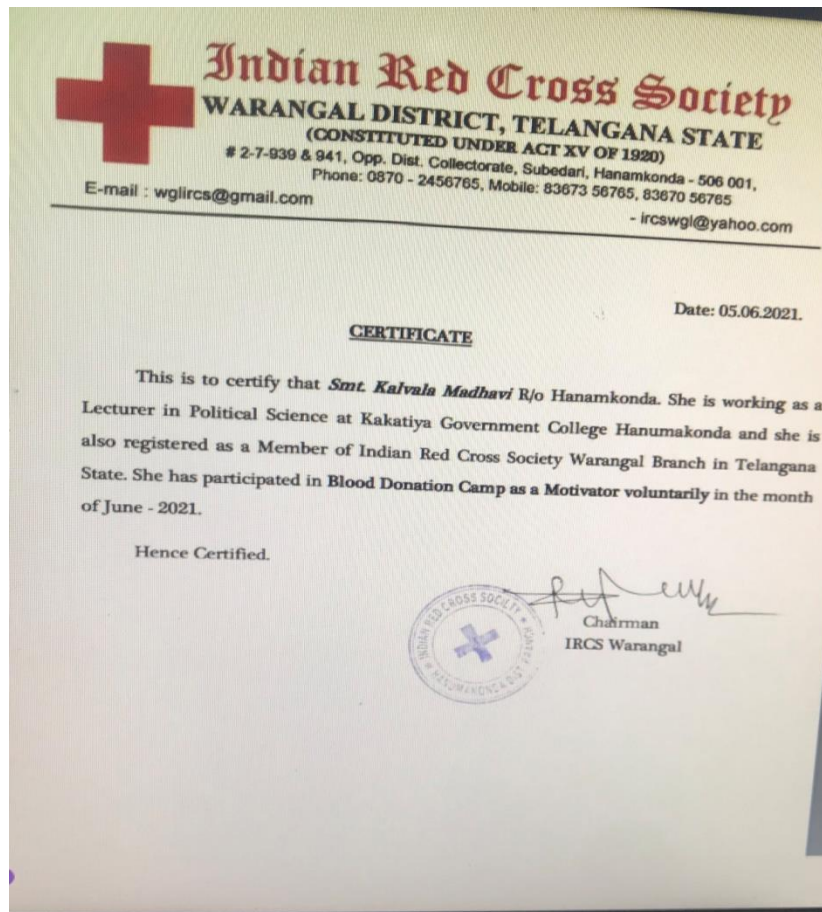 Indian Red Cross Society
WARANGAL DISTRICT, TELANGANA STATE
(CONSTITUTED UNDER ACT XV OF 1920)
# 2-7-939 & 941, Opp. Dist. Collectorate, Subedari, Hanamkonda - 506 001,
Phone: 0870 - 2456765, Mobile: 83673 56765, 83670 56765
E-mail : wglircs@gmail.com
- ircswgl@yahoo.com
Date: 05.06.2021.
CERTIFICATE
This is to certify that Smt. Kalvala Madhavi R/o Hanamkonda. She is working as a
Lecturer in Political Science at Kakatiya Government College Hanumakonda and she is
also registered as a Member of Indian Red Cross Society Warangal Branch in Telangana
State. She has participated in Blood Donation Camp as a Motivator voluntarily in the month
of June - 2021.
Hence Certified.
Chairman
IRCS Warangal
INDIAN RED CROSS SOCIETY